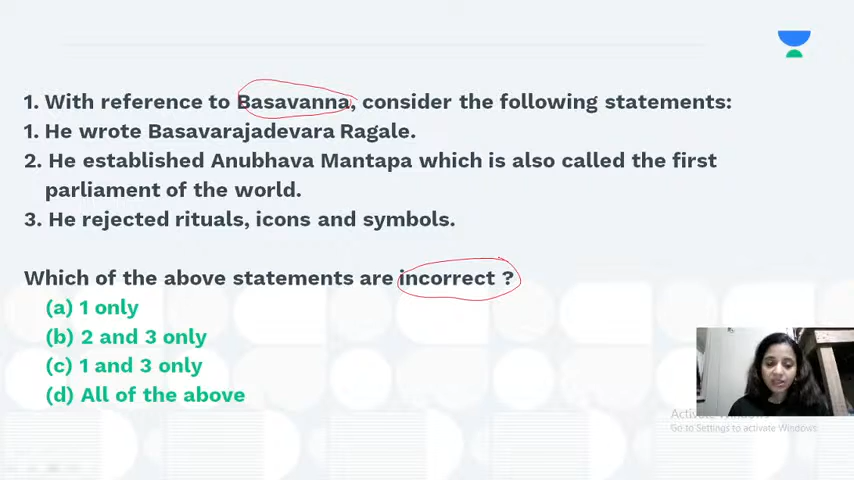 1. With reference to Basavanna, consider the following statements:
1. He wrote Basavarajadevara Ragale.
2. He established Anubhava Mantapa which is also called the first
parliament of the world.
3. He rejected rituals, icons and symbols.
Which of the above statements are incorrect ?
(a) 1 only
(b) 2 and 3 only
(c) 1 and 3 only
(d) All of the above
Activate Windows
Go to Settings to activate Windows.